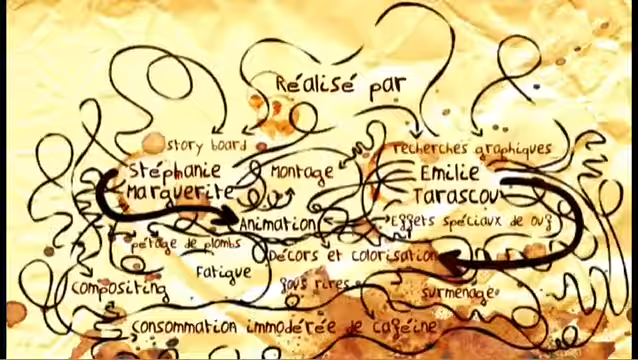 Réalisé par
story board
recherches graphiques
Stéphanie
Marguerite
Montage
Emilie
Tarascou
Animation
Effets spéciaux de ouf
pétage de plombs
Décors et colorisation
Fatigue
compositing
fous rires
surmenage
consommation immodérée de caféine